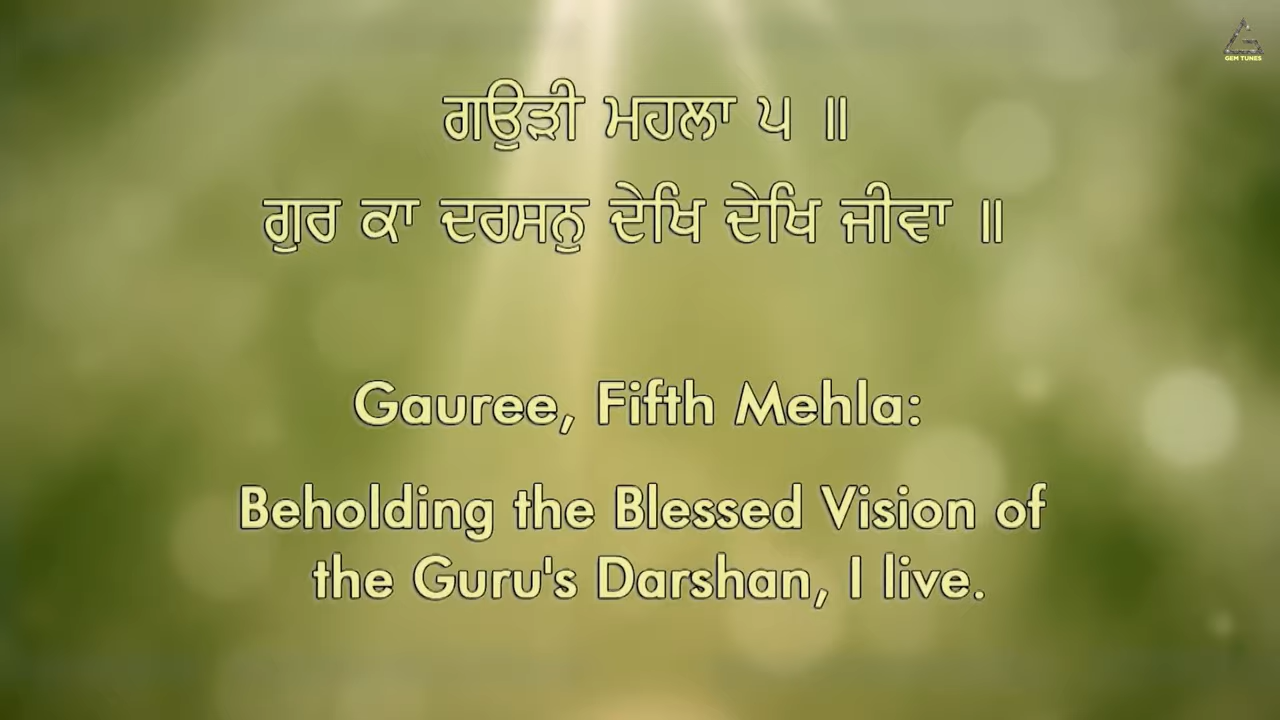 GEM TUNES
ਗਉੜੀ ਮਹਲਾ ੫ ॥
ਗੁਰ ਕਾ ਦਰਸਨੁ ਦੇਖਿ ਦੇਖਿ ਜੀਵਾ ॥
Gauree, Fifth Mehla:
Beholding the Blessed Vision of
the Guru's Darshan, I live.